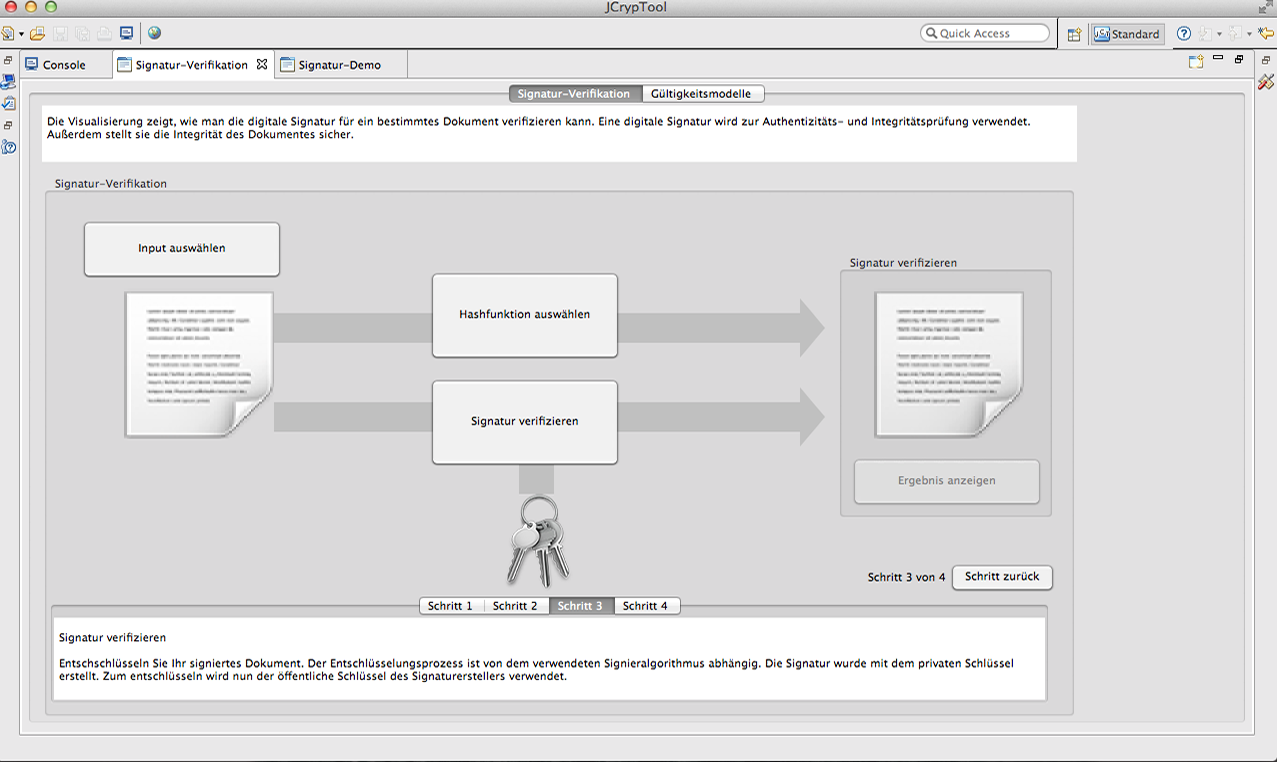 JCrypTool
Quick Access
Standard
Console
Signatur-Verifikation
Signatur-Demo
Signatur-Verifikation
Gültigkeitsmodelle
Die Visualisierung zeigt, wie man die digitale Signatur für ein bestimmtes Dokument verifizieren kann. Eine digitale Signatur wird zur Authentizitäts- und Integritätsprüfung verwendet.
Außerdem stellt sie die Integrität des Dokumentes sicher.
Signatur-Verifikation
Input auswählen
Hashfunktion auswählen
Signatur verifizieren
Signatur verifizieren
Ergebnis anzeigen
Schritt 3 von 4
Schritt zurück
Schritt 1
Schritt 2
Schritt 3
Schritt 4
Signatur verifizieren
Entschschlüsseln Sie Ihr signiertes Dokument. Der Entschlüsselungsprozess ist von dem verwendeten Signieralgorithmus abhängig. Die Signatur wurde mit dem privaten Schlüssel
erstellt. Zum entschlüsseln wird nun der öffentliche Schlüssel des Signaturerstellers verwendet.